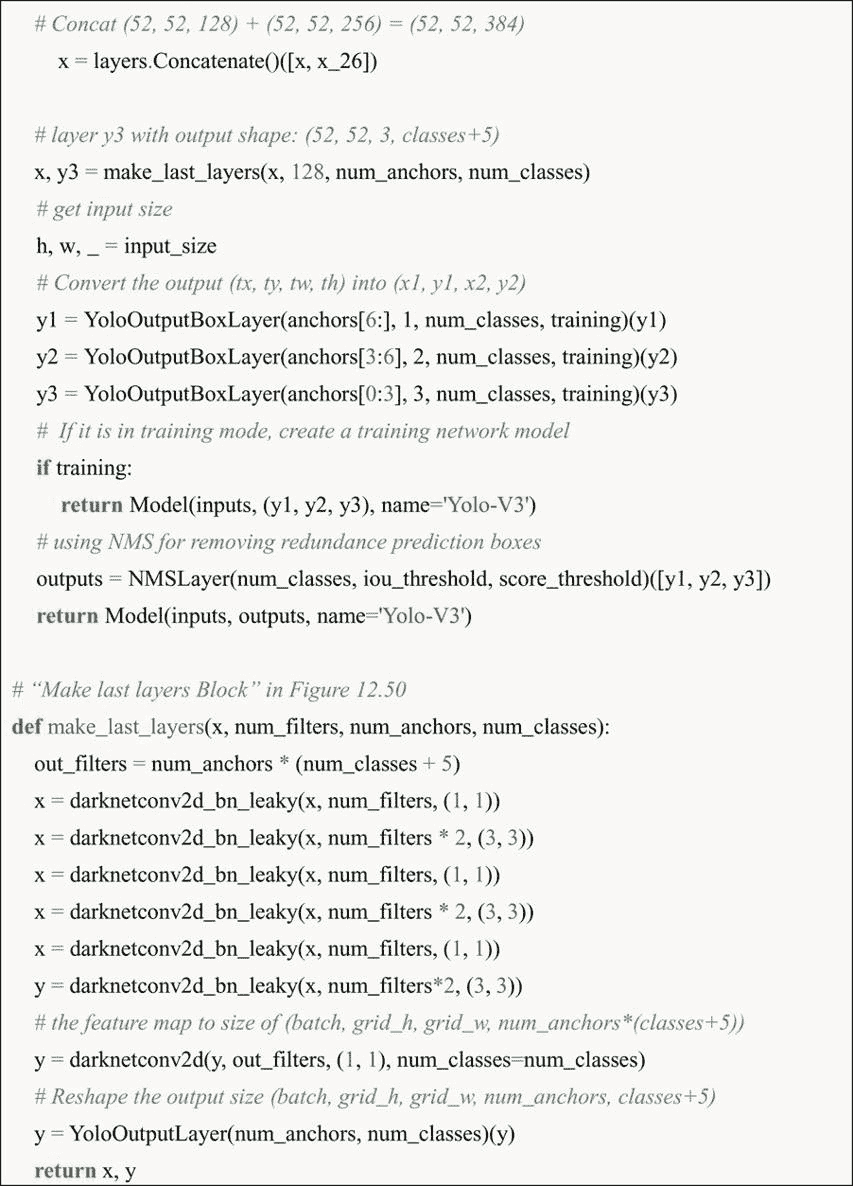 # Concat (52, 52, 128) + (52, 52, 256) = (52, 52, 384)
x = layers.Concatenate()([x, x_26])
# layer y3 with output shape: (52, 52, 3, classes+5)
x, y3 = make_last_layers(x, 128, num_anchors, num_classes)
# get input size
h, w, _ = input_size
# Convert the output (tx, ty, tw, th) into (x1, y1, x2, y2)
y1 = YoloOutputBoxLayer(anchors[6:], 1, num_classes, training)(y1)
y2 = YoloOutputBoxLayer(anchors[3:6], 2, num_classes, training)(y2)
y3 = YoloOutputBoxLayer(anchors[0:3], 3, num_classes, training)(y3)
#  If it is in training mode, create a training network model
if training:
return Model(inputs, (y1, y2, y3), name='Yolo-V3')
# using NMS for removing redundance prediction boxes
outputs = NMSLayer(num_classes, iou_threshold, score_threshold)([y1, y2, y3])
return Model(inputs, outputs, name='Yolo-V3')
# “Make last layers Block” in Figure 12.50
def make_last_layers(x, num_filters, num_anchors, num_classes):
out_filters = num_anchors * (num_classes + 5)
x = darknetconv2d_bn_leaky(x, num_filters, (1, 1))
x = darknetconv2d_bn_leaky(x, num_filters * 2, (3, 3))
x = darknetconv2d_bn_leaky(x, num_filters, (1, 1))
x = darknetconv2d_bn_leaky(x, num_filters * 2, (3, 3))
x = darknetconv2d_bn_leaky(x, num_filters, (1, 1))
y = darknetconv2d_bn_leaky(x, num_filters*2, (3, 3))
# the feature map to size of (batch, grid_h, grid_w, num_anchors*(classes+5))
y = darknetconv2d(y, out_filters, (1, 1), num_classes=num_classes)
# Reshape the output size (batch, grid_h, grid_w, num_anchors, classes+5)
y = YoloOutputLayer(num_anchors, num_classes)(y)
return x, y